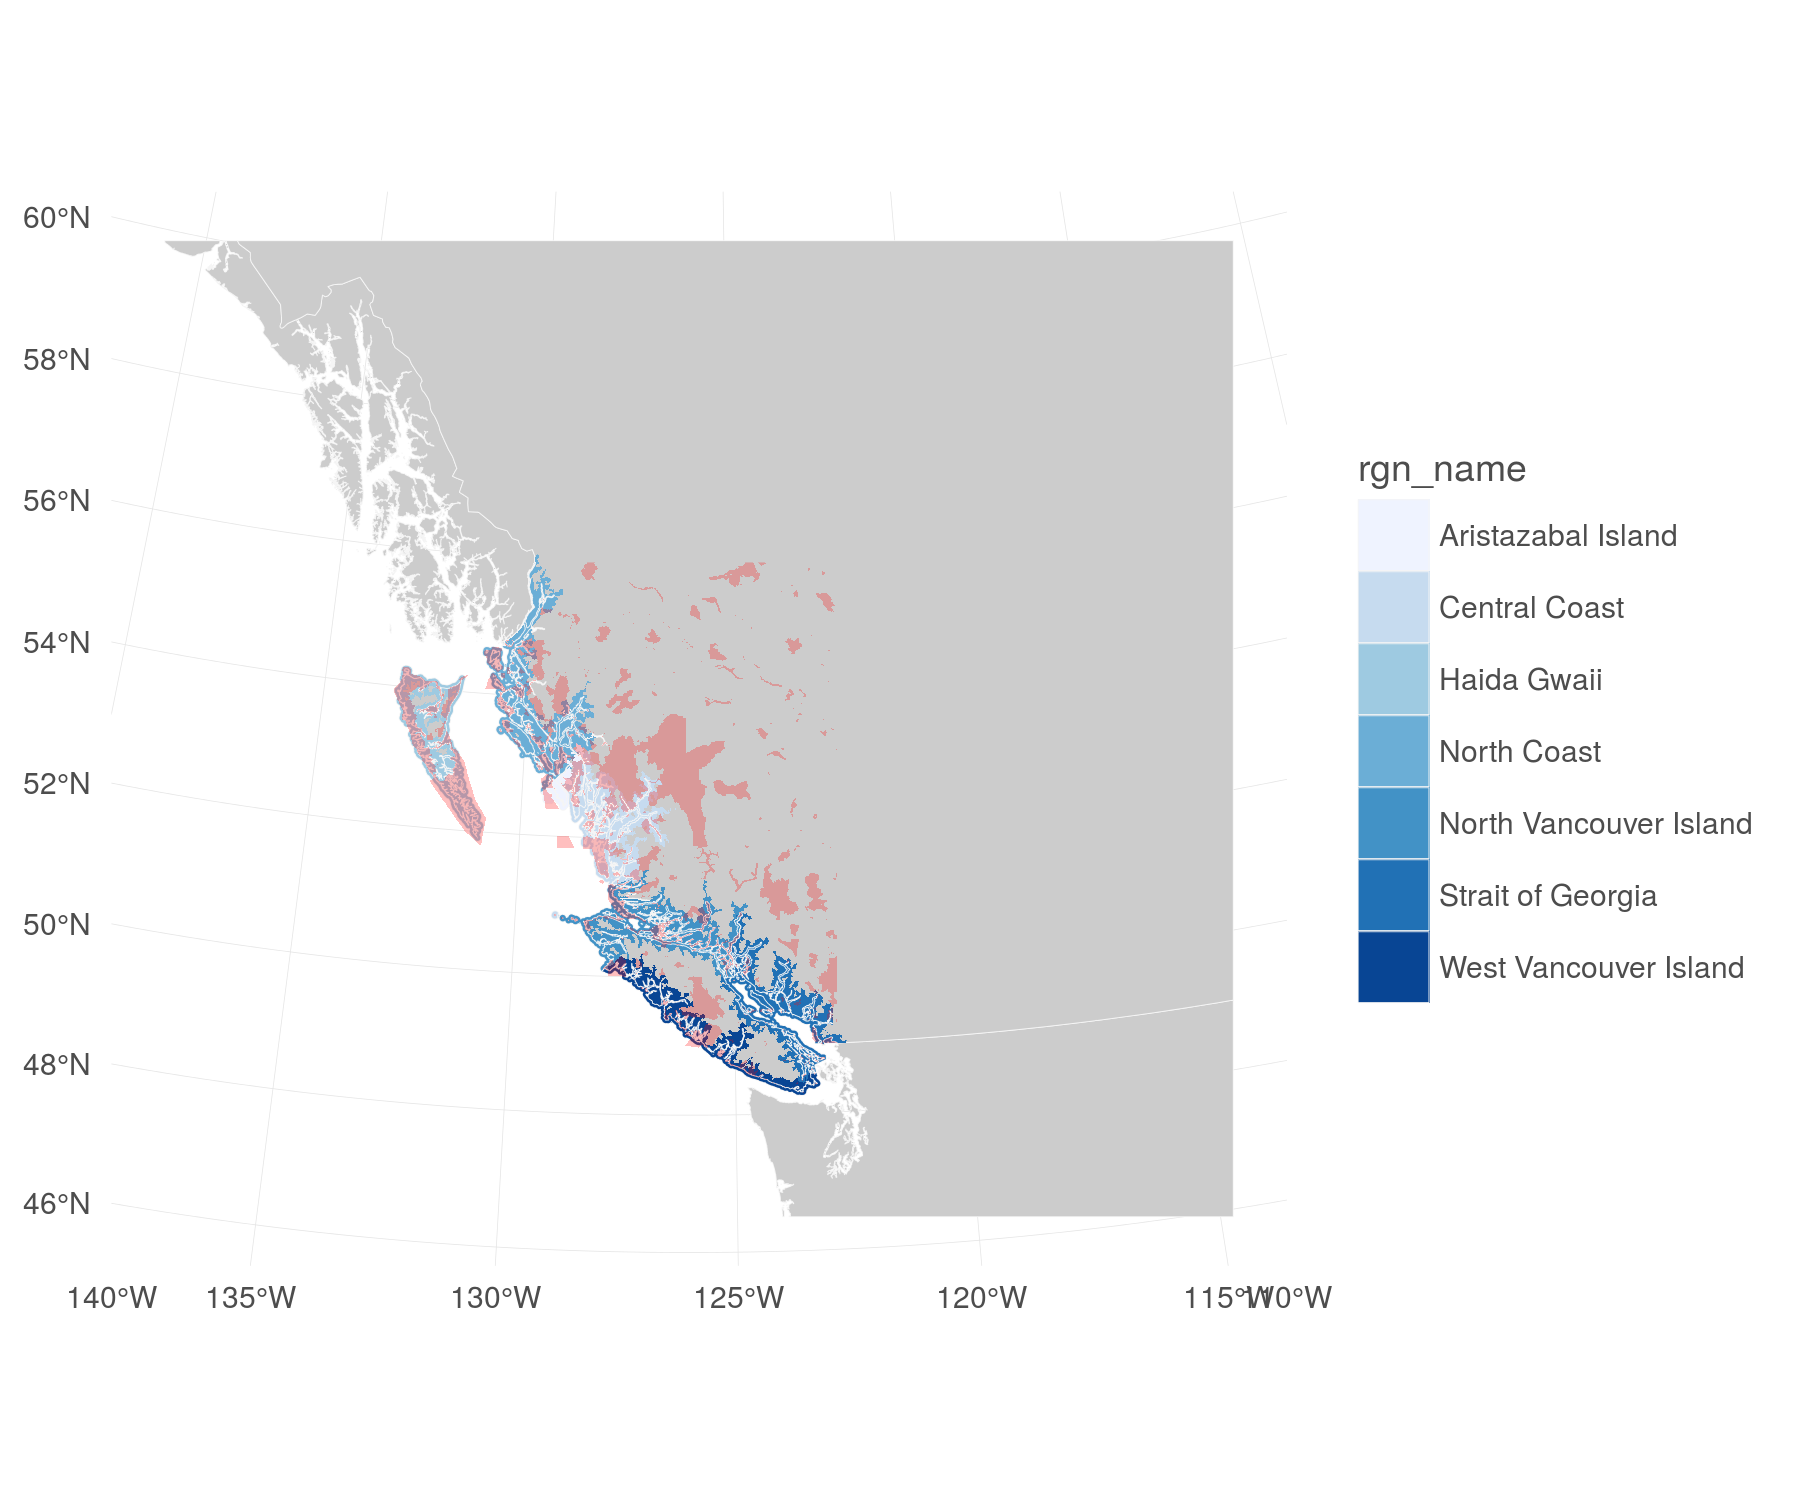 60°N
58°N
56°N
54°N
52°N
50°N
48°N
46°N
140°W 135°W 130°W 125°W 120°W 115°W 110°W
rgn_name
Aristazabal Island
Central Coast
Haida Gwaii
North Coast
North Vancouver Island
Strait of Georgia
West Vancouver Island